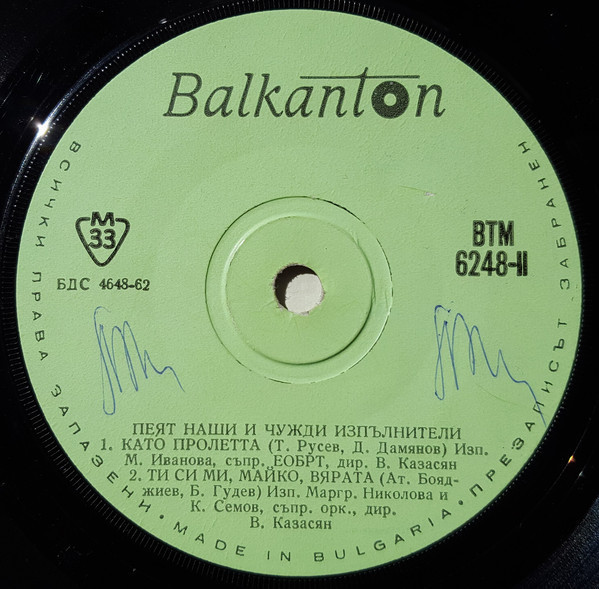 Balkanton
ВСИЧКИ ПРАВА ЗАПАЗЕНИ · MADE IN BULGARIA · ПРЕЗАПИСЪТ ЗАБРАНЕН
M
33
БДС 4648-62
ВТМ
6248-II
ПЕЯТ НАШИ И ЧУЖДИ ИЗПЪЛНИТЕЛИ
1. КАТО ПРОЛЕТТА (Т. Русев, Д. Дамянов) Изп.
М. Иванова, съпр. ЕОБРТ, дир. В. Казасян
2. ТИ СИ МИ, МАЙКО, ВЯРАТА (Ат. Бояд-
жиев, Б. Гудев) Изп. Маргр. Николова и
К. Семов, съпр. орк., дир.
В. Казасян